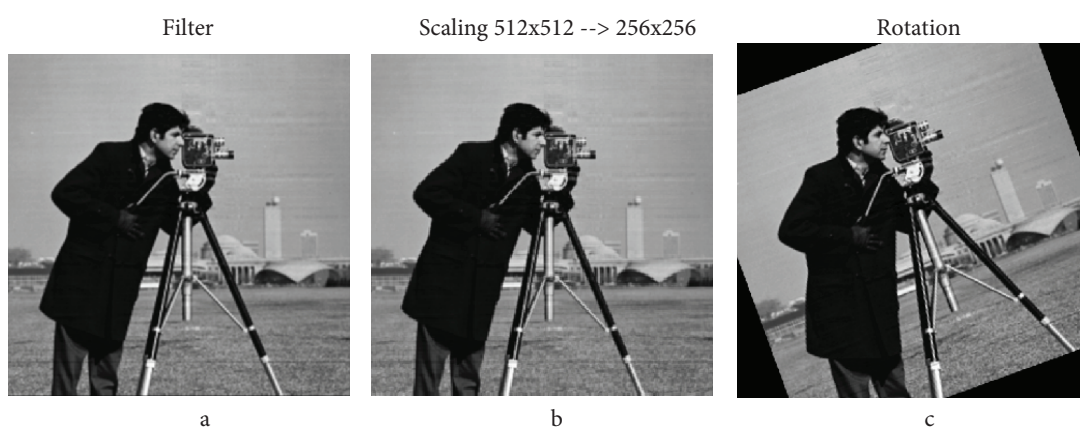 Filter
Scaling 512x512 --> 256x256
Rotation
a
b
c